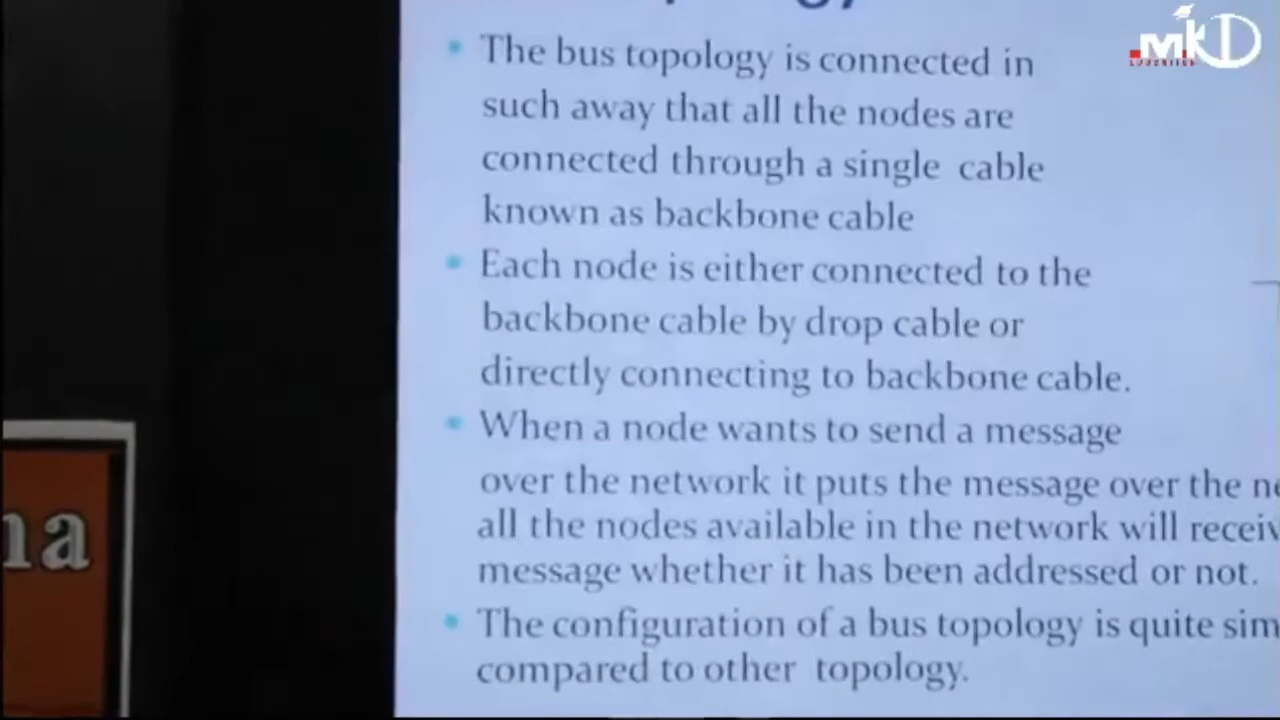 The bus topology is connected in
such away that all the nodes are
connected through a single cable
known as backbone cable
Each node is either connected to the
backbone cable by drop cable or
directly connecting to backbone cable.
When a node wants to send a message
over the network it puts the message over the
all the nodes available in the network will
message whether it has been addressed or not.
The configuration of a bus topology is quite
compared to other topology.